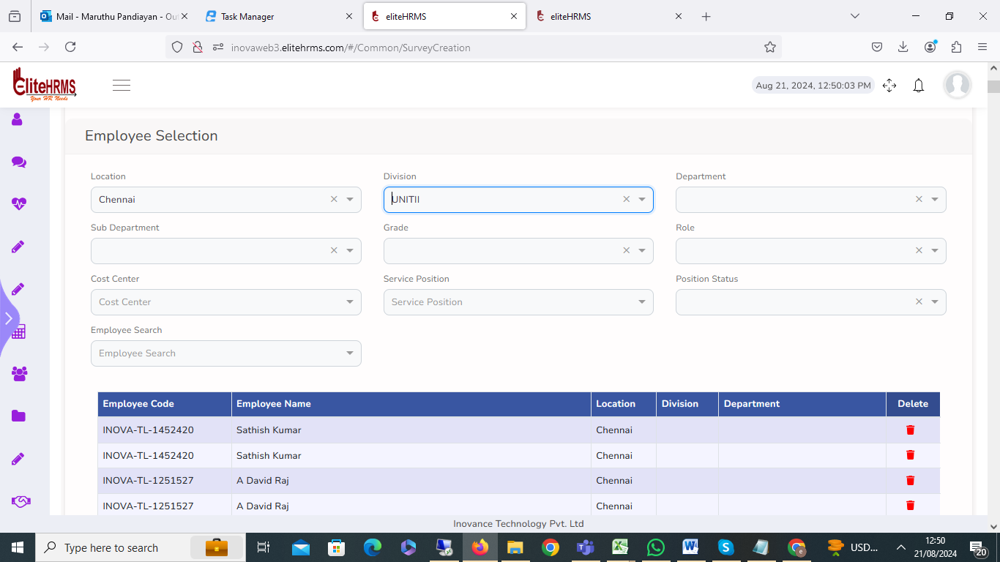 Mail - Maruthu Pandiayan - Ou
Task Manager
eliteHRMS
eliteHRMS
inovaweb3.elitehrms.com/#/Common/SurveyCreation
EliteHRMS
Your HR Needs
Aug 21, 2024, 12:50:03 PM
Employee Selection
Location Division Department
Chennai UNITII
Sub Department Grade Role
Cost Center Service Position Position Status
Cost Center Service Position
Employee Search
Employee Search
Employee Code Employee Name Location Division Department Delete
INOVA-TL-1452420 Sathish Kumar Chennai
INOVA-TL-1452420 Sathish Kumar Chennai
INOVA-TL-1251527 A David Raj Chennai
INOVA-TL-1251527 A David Raj Chennai
Inovance Technology Pvt. Ltd
Type here to search
USD...
12:50
21/08/2024
20